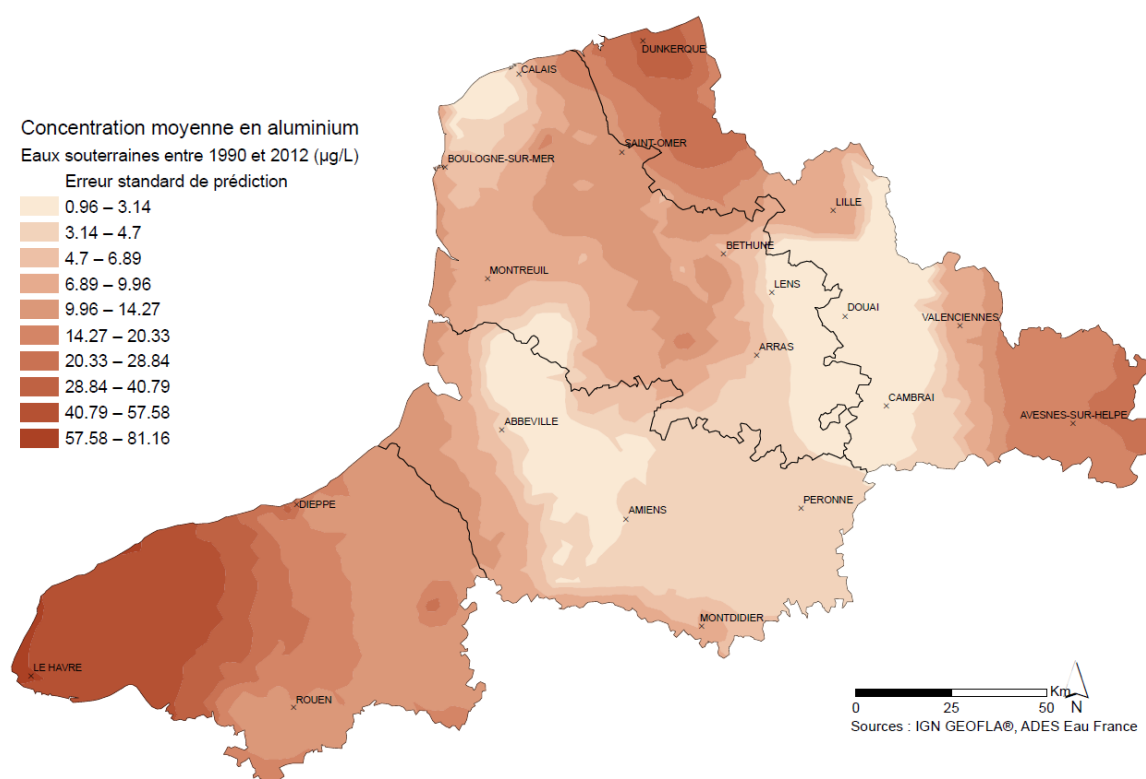 DUNKERQUE
CALAIS
Concentration moyenne en aluminium
Eaux souterraines entre 1990 et 2012 (µg/L)
Erreur standard de prédiction
0.96 – 3.14
3.14 – 4.7
4.7 – 6.89
6.89 – 9.96
9.96 – 14.27
14.27 – 20.33
20.33 – 28.84
28.84 – 40.79
40.79 – 57.58
57.58 – 81.16
SAINT-OMER
BOULOGNE-SUR-MER
LILLE
BETHUNE
MONTREUIL
LENS
DOUAI
VALENCIENNES
ARRAS
CAMBRAI
AVESNES-SUR-HELPE
ABBEVILLE
DIEPPE
AMIENS
PERONNE
MONTDIDIER
LE HAVRE
ROUEN
Km
0 25 50 N
Sources : IGN GEOFLA®, ADES Eau France